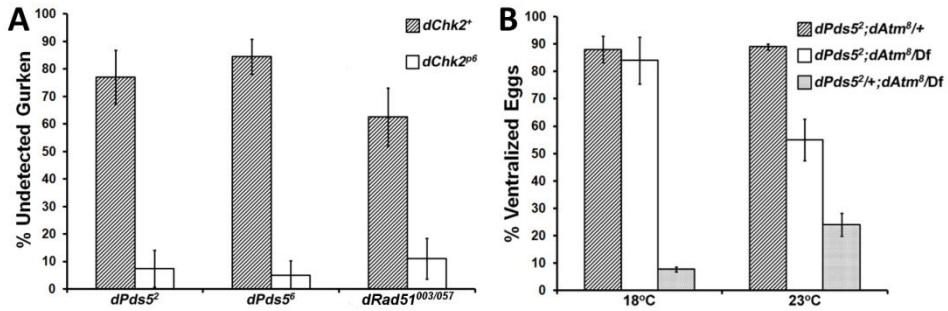 A
% Undetected Gurken
100
90
80
70
60
50
40
30
20
10
0
dChk2⁺
dChk2ᵖ⁶
dPds5²
dPds5⁶
dRad51⁰⁰³/⁰⁵⁷
B
% Ventralized Eggs
100
90
80
70
60
50
40
30
20
10
0
dPds5²;dAtm⁸/+
dPds5²;dAtm⁸/Df
dPds5²/+;dAtm⁸/Df
18°C
23°C